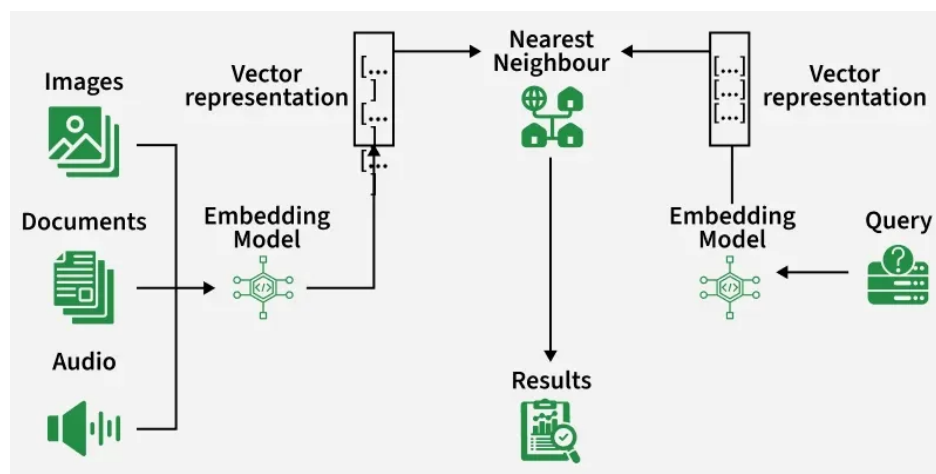 Images
Documents
Audio
Embedding
Model
</>
Vector
representation
[...
]
[...
]
[...
]
Nearest
Neighbour
Results
[...]
[...]
[...]
Vector
representation
Embedding
Model
</>
Query
?